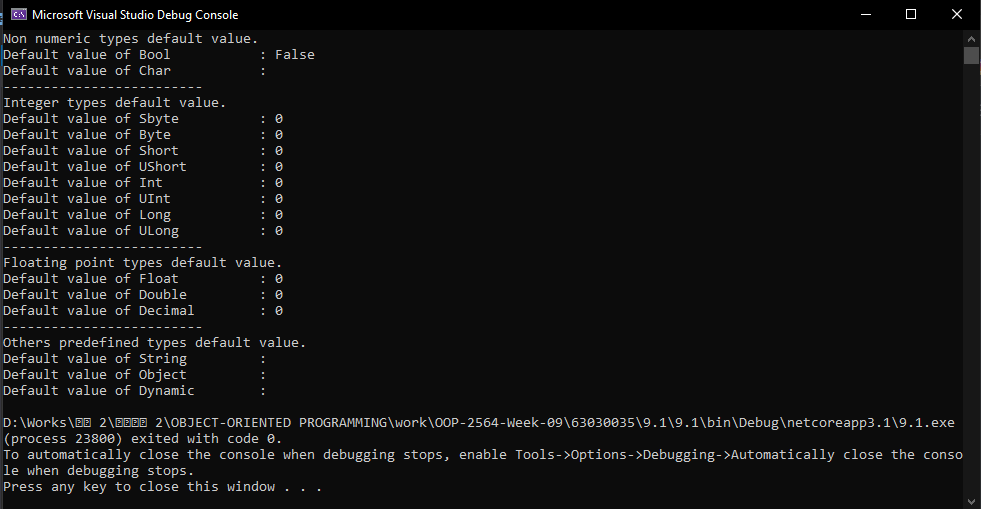 Microsoft Visual Studio Debug Console
Non numeric types default value.
Default value of Bool           : False
Default value of Char           :
-------------------------
Integer types default value.
Default value of Sbyte          : 0
Default value of Byte           : 0
Default value of Short          : 0
Default value of UShort         : 0
Default value of Int            : 0
Default value of UInt           : 0
Default value of Long           : 0
Default value of ULong          : 0
-------------------------
Floating point types default value.
Default value of Float          : 0
Default value of Double         : 0
Default value of Decimal        : 0
-------------------------
Others predefined types default value.
Default value of String         :
Default value of Object         :
Default value of Dynamic        :
D:\Works\ 2\ 2\OBJECT-ORIENTED PROGRAMMING\work\OOP-2564-Week-09\63030035\9.1\9.1\bin\Debug\netcoreapp3.1\9.1.exe
(process 23800) exited with code 0.
To automatically close the console when debugging stops, enable Tools->Options->Debugging->Automatically close the conso
le when debugging stops.
Press any key to close this window . . .